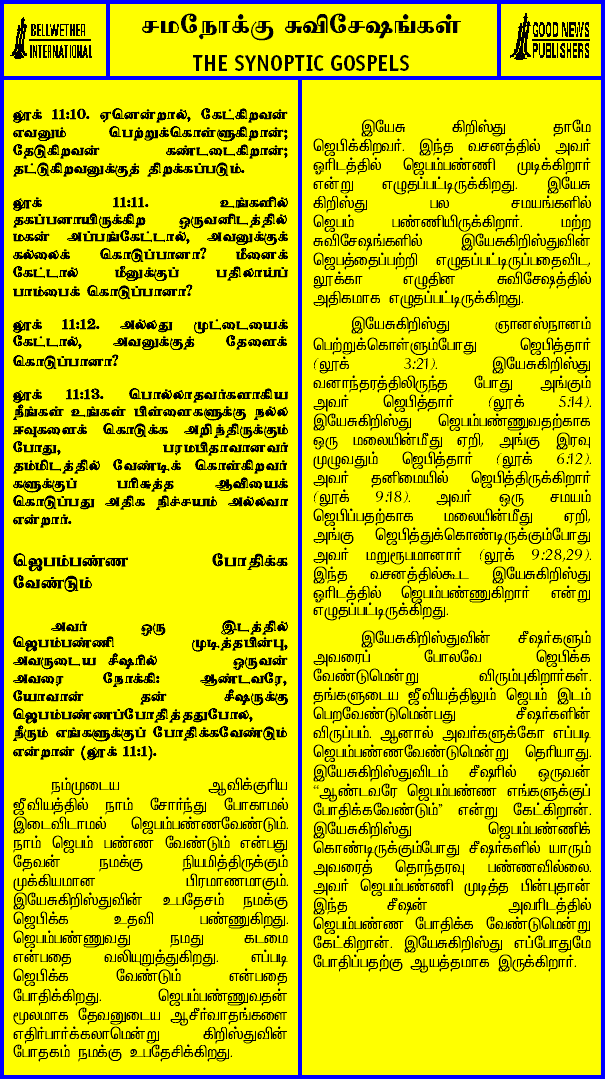 BELLWETHER
INTERNATIONAL
சமநோக்கு சுவிசேஷங்கள்
THE SYNOPTIC GOSPELS
GOOD NEWS
PUBLISHERS
லூக் 11:10. ஏனென்றால், கேட்கிறவன்
எவனும் பெற்றுக்கொள்ளுகிறான்;
தேடுகிறவன் கண்டடைகிறான்;
தட்டுகிறவனுக்குத் திறக்கப்படும்.
லூக் 11:11. உங்களில்
தகப்பனாயிருக்கிற ஒருவனிடத்தில்
மகன் அப்பங்கேட்டால், அவனுக்குக்
கல்லைக் கொடுப்பானா? மீனைக்
கேட்டால் மீனுக்குப் பதிலாய்ப்
பாம்பைக் கொடுப்பானா?
லூக் 11:12. அல்லது முட்டையைக்
கேட்டால், அவனுக்குத் தேளைக்
கொடுப்பானா?
லூக் 11:13. பொல்லாதவர்களாகிய
நீங்கள் உங்கள் பிள்ளைகளுக்கு நல்ல
ஈவுகளைக் கொடுக்க அறிந்திருக்கும்
போது, பரமபிதாவானவர்
தம்மிடத்தில் வேண்டிக் கொள்கிறவர்
களுக்குப் பரிசுத்த ஆவியைக்
கொடுப்பது அதிக நிச்சயம் அல்லவா
என்றார்.
ஜெபம்பண்ண போதிக்க
வேண்டும்
அவர் ஒரு இடத்தில்
ஜெபம்பண்ணி முடித்தபின்பு,
அவருடைய சீஷரில் ஒருவன்
அவரை நோக்கி: ஆண்டவரே,
யோவான் தன் சீஷருக்கு
ஜெபம்பண்ணப்போதித்ததுபோல,
நீரும் எங்களுக்குப் போதிக்கவேண்டும்
என்றான் (லூக் 11:1).
நம்முடைய ஆவிக்குரிய
ஜீவியத்தில் நாம் சோர்ந்து போகாமல்
இடைவிடாமல் ஜெபம்பண்ணவேண்டும்.
நாம் ஜெபம் பண்ண வேண்டும் என்பது
தேவன் நமக்கு நியமித்திருக்கும்
முக்கியமான பிரமாணமாகும்.
இயேசுகிறிஸ்துவின் உபதேசம் நமக்கு
ஜெபிக்க உதவி பண்ணுகிறது.
ஜெபம்பண்ணுவது நமது கடமை
என்பதை வலியுறுத்துகிறது. எப்படி
ஜெபிக்க வேண்டும் என்பதை
போதிக்கிறது. ஜெபம்பண்ணுவதன்
மூலமாக தேவனுடைய ஆசீர்வாதங்களை
எதிர்பார்க்கலாமென்று கிறிஸ்துவின்
போதகம் நமக்கு உபதேசிக்கிறது.
இயேசு கிறிஸ்து தாமே
ஜெபிக்கிறவர். இந்த வசனத்தில் அவர்
ஓரிடத்தில் ஜெபம்பண்ணி முடிக்கிறார்
என்று எழுதப்பட்டிருக்கிறது. இயேசு
கிறிஸ்து பல சமயங்களில்
ஜெபம் பண்ணியிருக்கிறார். மற்ற
சுவிசேஷங்களில் இயேசுகிறிஸ்துவின்
ஜெபத்தைப்பற்றி எழுதப்பட்டிருப்பதைவிட,
லூக்கா எழுதின சுவிசேஷத்தில்
அதிகமாக எழுதப்பட்டிருக்கிறது.
இயேசுகிறிஸ்து ஞானஸ்நானம்
பெற்றுக்கொள்ளும்போது ஜெபித்தார்
(லூக் 3:21). இயேசுகிறிஸ்து
வனாந்தரத்திலிருந்த போது அங்கும்
அவர் ஜெபித்தார் (லூக் 5:14).
இயேசுகிறிஸ்து ஜெபம்பண்ணுவதற்காக
ஒரு மலையின்மீது ஏறி, அங்கு இரவு
முழுவதும் ஜெபித்தார் (லூக் 6:12).
அவர் தனிமையில் ஜெபித்திருக்கிறார்
(லூக் 9:18). அவர் ஒரு சமயம்
ஜெபிப்பதற்காக மலையின்மீது ஏறி,
அங்கு ஜெபித்துக்கொண்டிருக்கும்போது
அவர் மறுரூபமானார் (லூக் 9:28,29).
இந்த வசனத்தில்கூட இயேசுகிறிஸ்து
ஓரிடத்தில் ஜெபம்பண்ணுகிறார் என்று
எழுதப்பட்டிருக்கிறது.
இயேசுகிறிஸ்துவின் சீஷர்களும்
அவரைப் போலவே ஜெபிக்க
வேண்டுமென்று விரும்புகிறார்கள்.
தங்களுடைய ஜீவியத்திலும் ஜெபம் இடம்
பெறவேண்டுமென்பது சீஷர்களின்
விருப்பம். ஆனால் அவர்களுக்கோ எப்படி
ஜெபம்பண்ணவேண்டுமென்று தெரியாது.
இயேசுகிறிஸ்துவிடம் சீஷரில் ஒருவன்
“ஆண்டவரே ஜெபம்பண்ண எங்களுக்குப்
போதிக்கவேண்டும்” என்று கேட்கிறான்.
இயேசுகிறிஸ்து ஜெபம்பண்ணிக்
கொண்டிருக்கும்போது சீஷர்களில் யாரும்
அவரைத் தொந்தரவு பண்ணவில்லை.
அவர் ஜெபம்பண்ணி முடித்த பின்புதான்
இந்த சீஷன் அவரிடத்தில்
ஜெபம்பண்ண போதிக்க வேண்டுமென்று
கேட்கிறான். இயேசுகிறிஸ்து எப்போதுமே
போதிப்பதற்கு ஆயத்தமாக இருக்கிறார்.